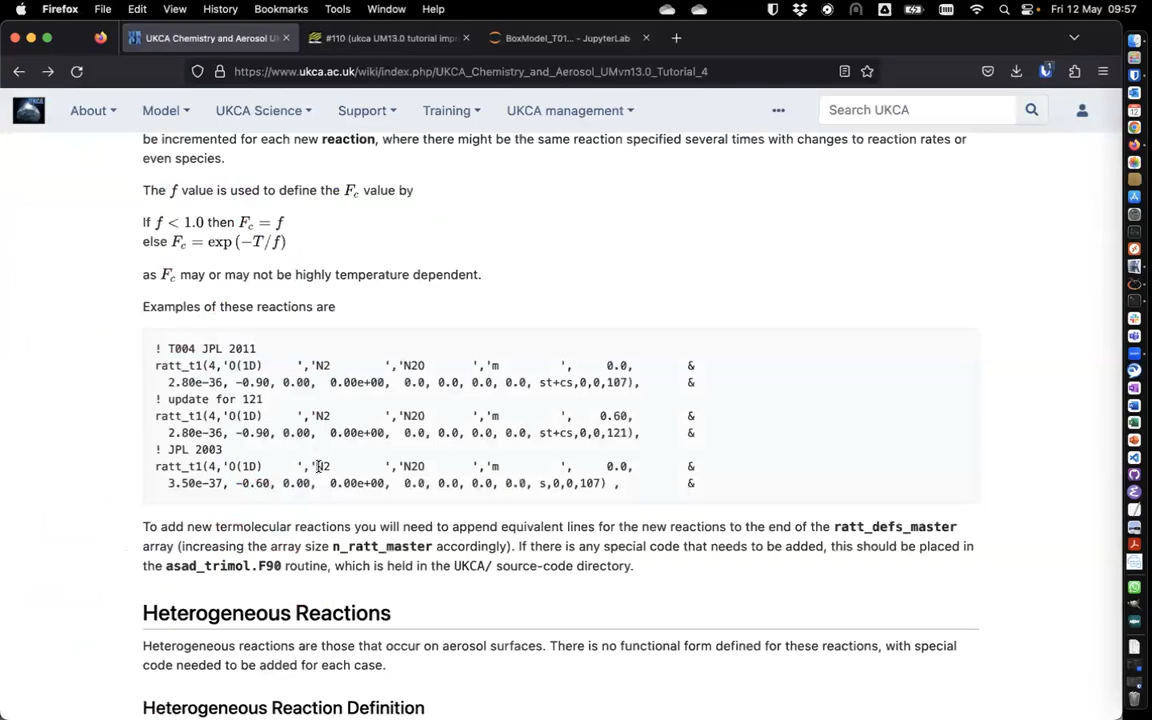 Firefox File Edit View History Bookmarks Tools Window Help Fri 12 May 09:57
UKCA Chemistry and Aerosol U #110 (ukca UM13.0 tutorial impr BoxModel_T01... - JupyterLab
https://www.ukca.ac.uk/wiki/index.php/UKCA_Chemistry_and_Aerosol_UMvn13.0_Tutorial_4
About Model UKCA Science Support Training UKCA management Search UKCA
be incremented for each new reaction, where there might be the same reaction specified several times with changes to reaction rates or
even species.
The f value is used to define the F_c value by
If f < 1.0 then F_c = f
else F_c = exp (−T/f)
as F_c may or may not be highly temperature dependent.
Examples of these reactions are
! T004 JPL 2011
ratt_t1(4,'O(1D)     ','N2        ','N2O       ','m         ',     0.0,        &
2.80e-36, -0.90, 0.00,  0.00e+00,  0.0, 0.0, 0.0, 0.0, st+cs,0,0,107),       &
! update for 121
ratt_t1(4,'O(1D)     ','N2        ','N2O       ','m         ',    0.60,        &
2.80e-36, -0.90, 0.00,  0.00e+00,  0.0, 0.0, 0.0, 0.0, st+cs,0,0,121),       &
! JPL 2003
ratt_t1(4,'O(1D)     ','N2        ','N2O       ','m         ',     0.0,        &
3.50e-37, -0.60, 0.00,  0.00e+00,  0.0, 0.0, 0.0, 0.0, s,0,0,107) ,          &
To add new termolecular reactions you will need to append equivalent lines for the new reactions to the end of the ratt_defs_master
array (increasing the array size n_ratt_master accordingly). If there is any special code that needs to be added, this should be placed in
the asad_trimol.F90 routine, which is held in the UKCA/ source-code directory.
Heterogeneous Reactions
Heterogeneous reactions are those that occur on aerosol surfaces. There is no functional form defined for these reactions, with special
code needed to be added for each case.
Heterogeneous Reaction Definition